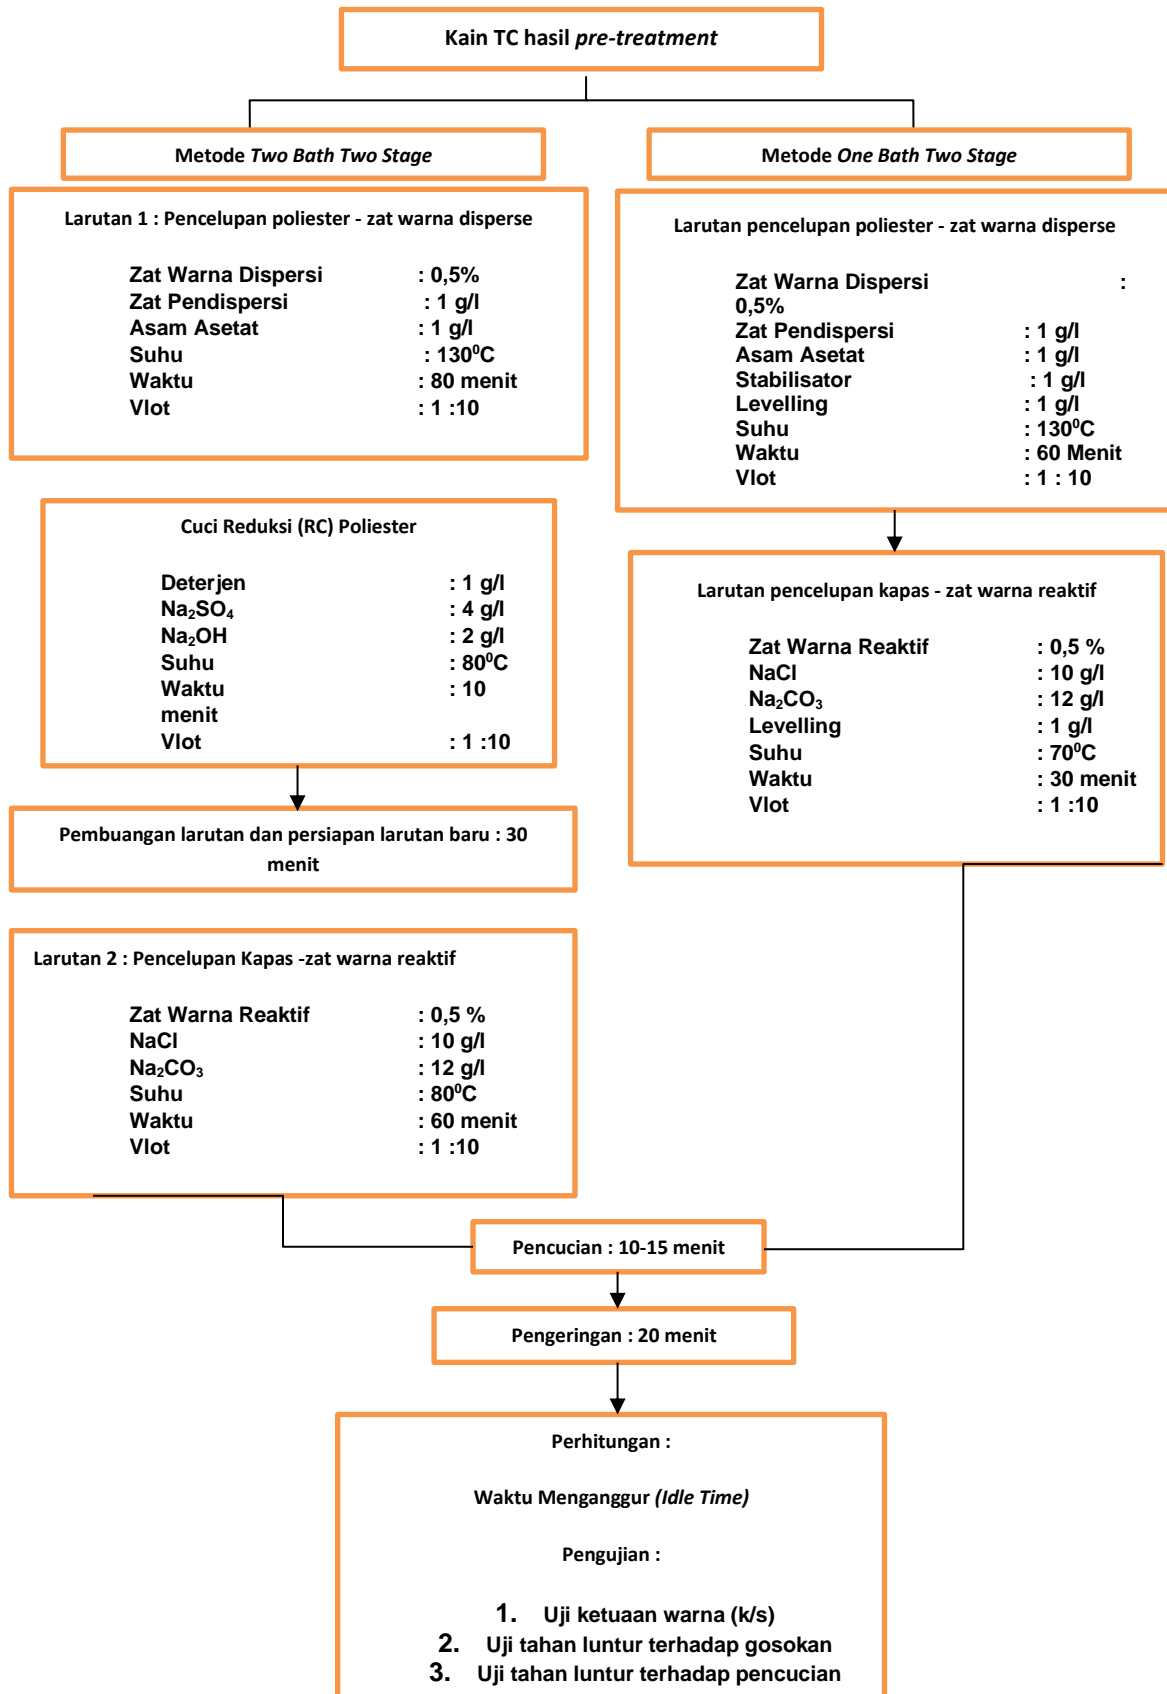 Kain TC hasil pre-treatment
Metode Two Bath Two Stage
Larutan 1 : Pencelupan poliester - zat warna disperse
Zat Warna Dispersi : 0,5%
Zat Pendispersi : 1 g/l
Asam Asetat : 1 g/l
Suhu : 130⁰C
Waktu : 80 menit
Vlot : 1 :10
Cuci Reduksi (RC) Poliester
Deterjen : 1 g/l
Na₂SO₄ : 4 g/l
Na₂OH : 2 g/l
Suhu : 80⁰C
Waktu : 10
menit
Vlot : 1 :10
Pembuangan larutan dan persiapan larutan baru : 30
menit
Larutan 2 : Pencelupan Kapas -zat warna reaktif
Zat Warna Reaktif : 0,5 %
NaCl : 10 g/l
Na₂CO₃ : 12 g/l
Suhu : 80⁰C
Waktu : 60 menit
Vlot : 1 :10
Metode One Bath Two Stage
Larutan pencelupan poliester - zat warna disperse
Zat Warna Dispersi :
0,5%
Zat Pendispersi : 1 g/l
Asam Asetat : 1 g/l
Stabilisator : 1 g/l
Levelling : 1 g/l
Suhu : 130⁰C
Waktu : 60 Menit
Vlot : 1 : 10
Larutan pencelupan kapas - zat warna reaktif
Zat Warna Reaktif : 0,5 %
NaCl : 10 g/l
Na₂CO₃ : 12 g/l
Levelling : 1 g/l
Suhu : 70⁰C
Waktu : 30 menit
Vlot : 1 :10
Pencucian : 10-15 menit
Pengeringan : 20 menit
Perhitungan :
Waktu Menganggur (Idle Time)
Pengujian :
1. Uji ketuaan warna (k/s)
2. Uji tahan luntur terhadap gosokan
3. Uji tahan luntur terhadap pencucian